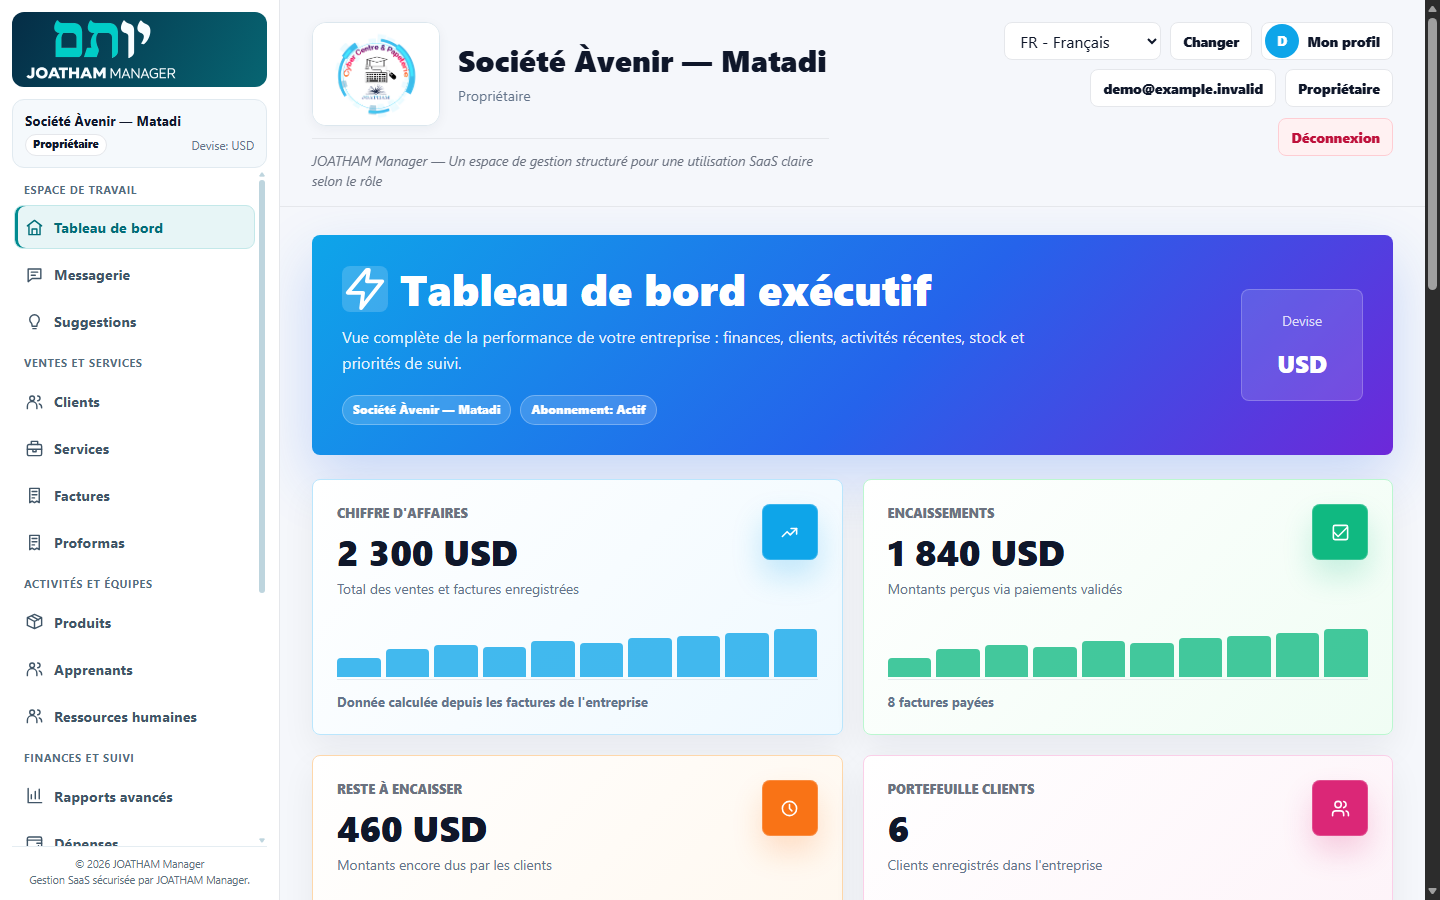 יותם
JOATHAM MANAGER
Société Àvenir — Matadi
Propriétaire
Devise: USD
ESPACE DE TRAVAIL
Tableau de bord
Messagerie
Suggestions
VENTES ET SERVICES
Clients
Services
Factures
Proformas
ACTIVITÉS ET ÉQUIPES
Produits
Apprenants
Ressources humaines
FINANCES ET SUIVI
Rapports avancés
Dépenses
© 2026 JOATHAM Manager
Gestion SaaS sécurisée par JOATHAM Manager.
Cyber Centre & Papeterie
JOATHAM
Société Àvenir — Matadi
Propriétaire
JOATHAM Manager — Un espace de gestion structuré pour une utilisation SaaS claire
selon le rôle
FR - Français
Changer
D
Mon profil
demo@example.invalid
Propriétaire
Déconnexion
Tableau de bord exécutif
Vue complète de la performance de votre entreprise : finances, clients, activités récentes, stock et
priorités de suivi.
Société Àvenir — Matadi
Abonnement: Actif
Devise
USD
CHIFFRE D'AFFAIRES
2 300 USD
Total des ventes et factures enregistrées
Donnée calculée depuis les factures de l'entreprise
ENCAISSEMENTS
1 840 USD
Montants perçus via paiements validés
8 factures payées
RESTE À ENCAISSER
460 USD
Montants encore dus par les clients
PORTEFEUILLE CLIENTS
6
Clients enregistrés dans l'entreprise